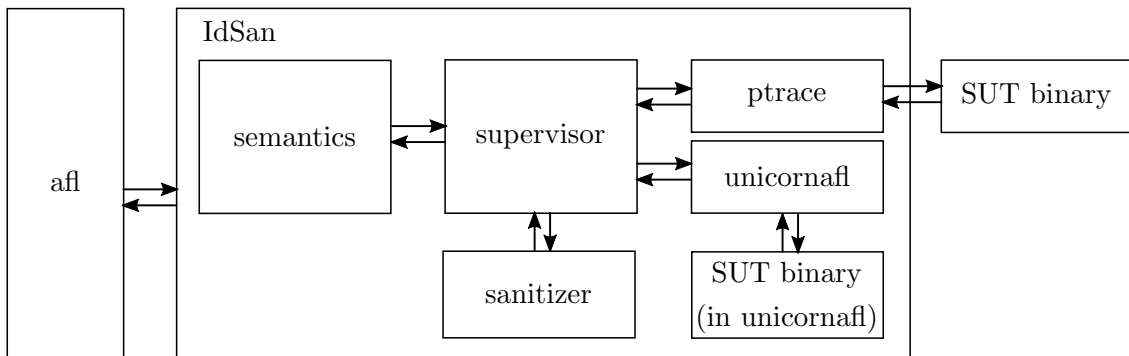 IdSan
afl
semantics
supervisor
ptrace
SUT binary
unicornafl
sanitizer
SUT binary
(in unicornafl)